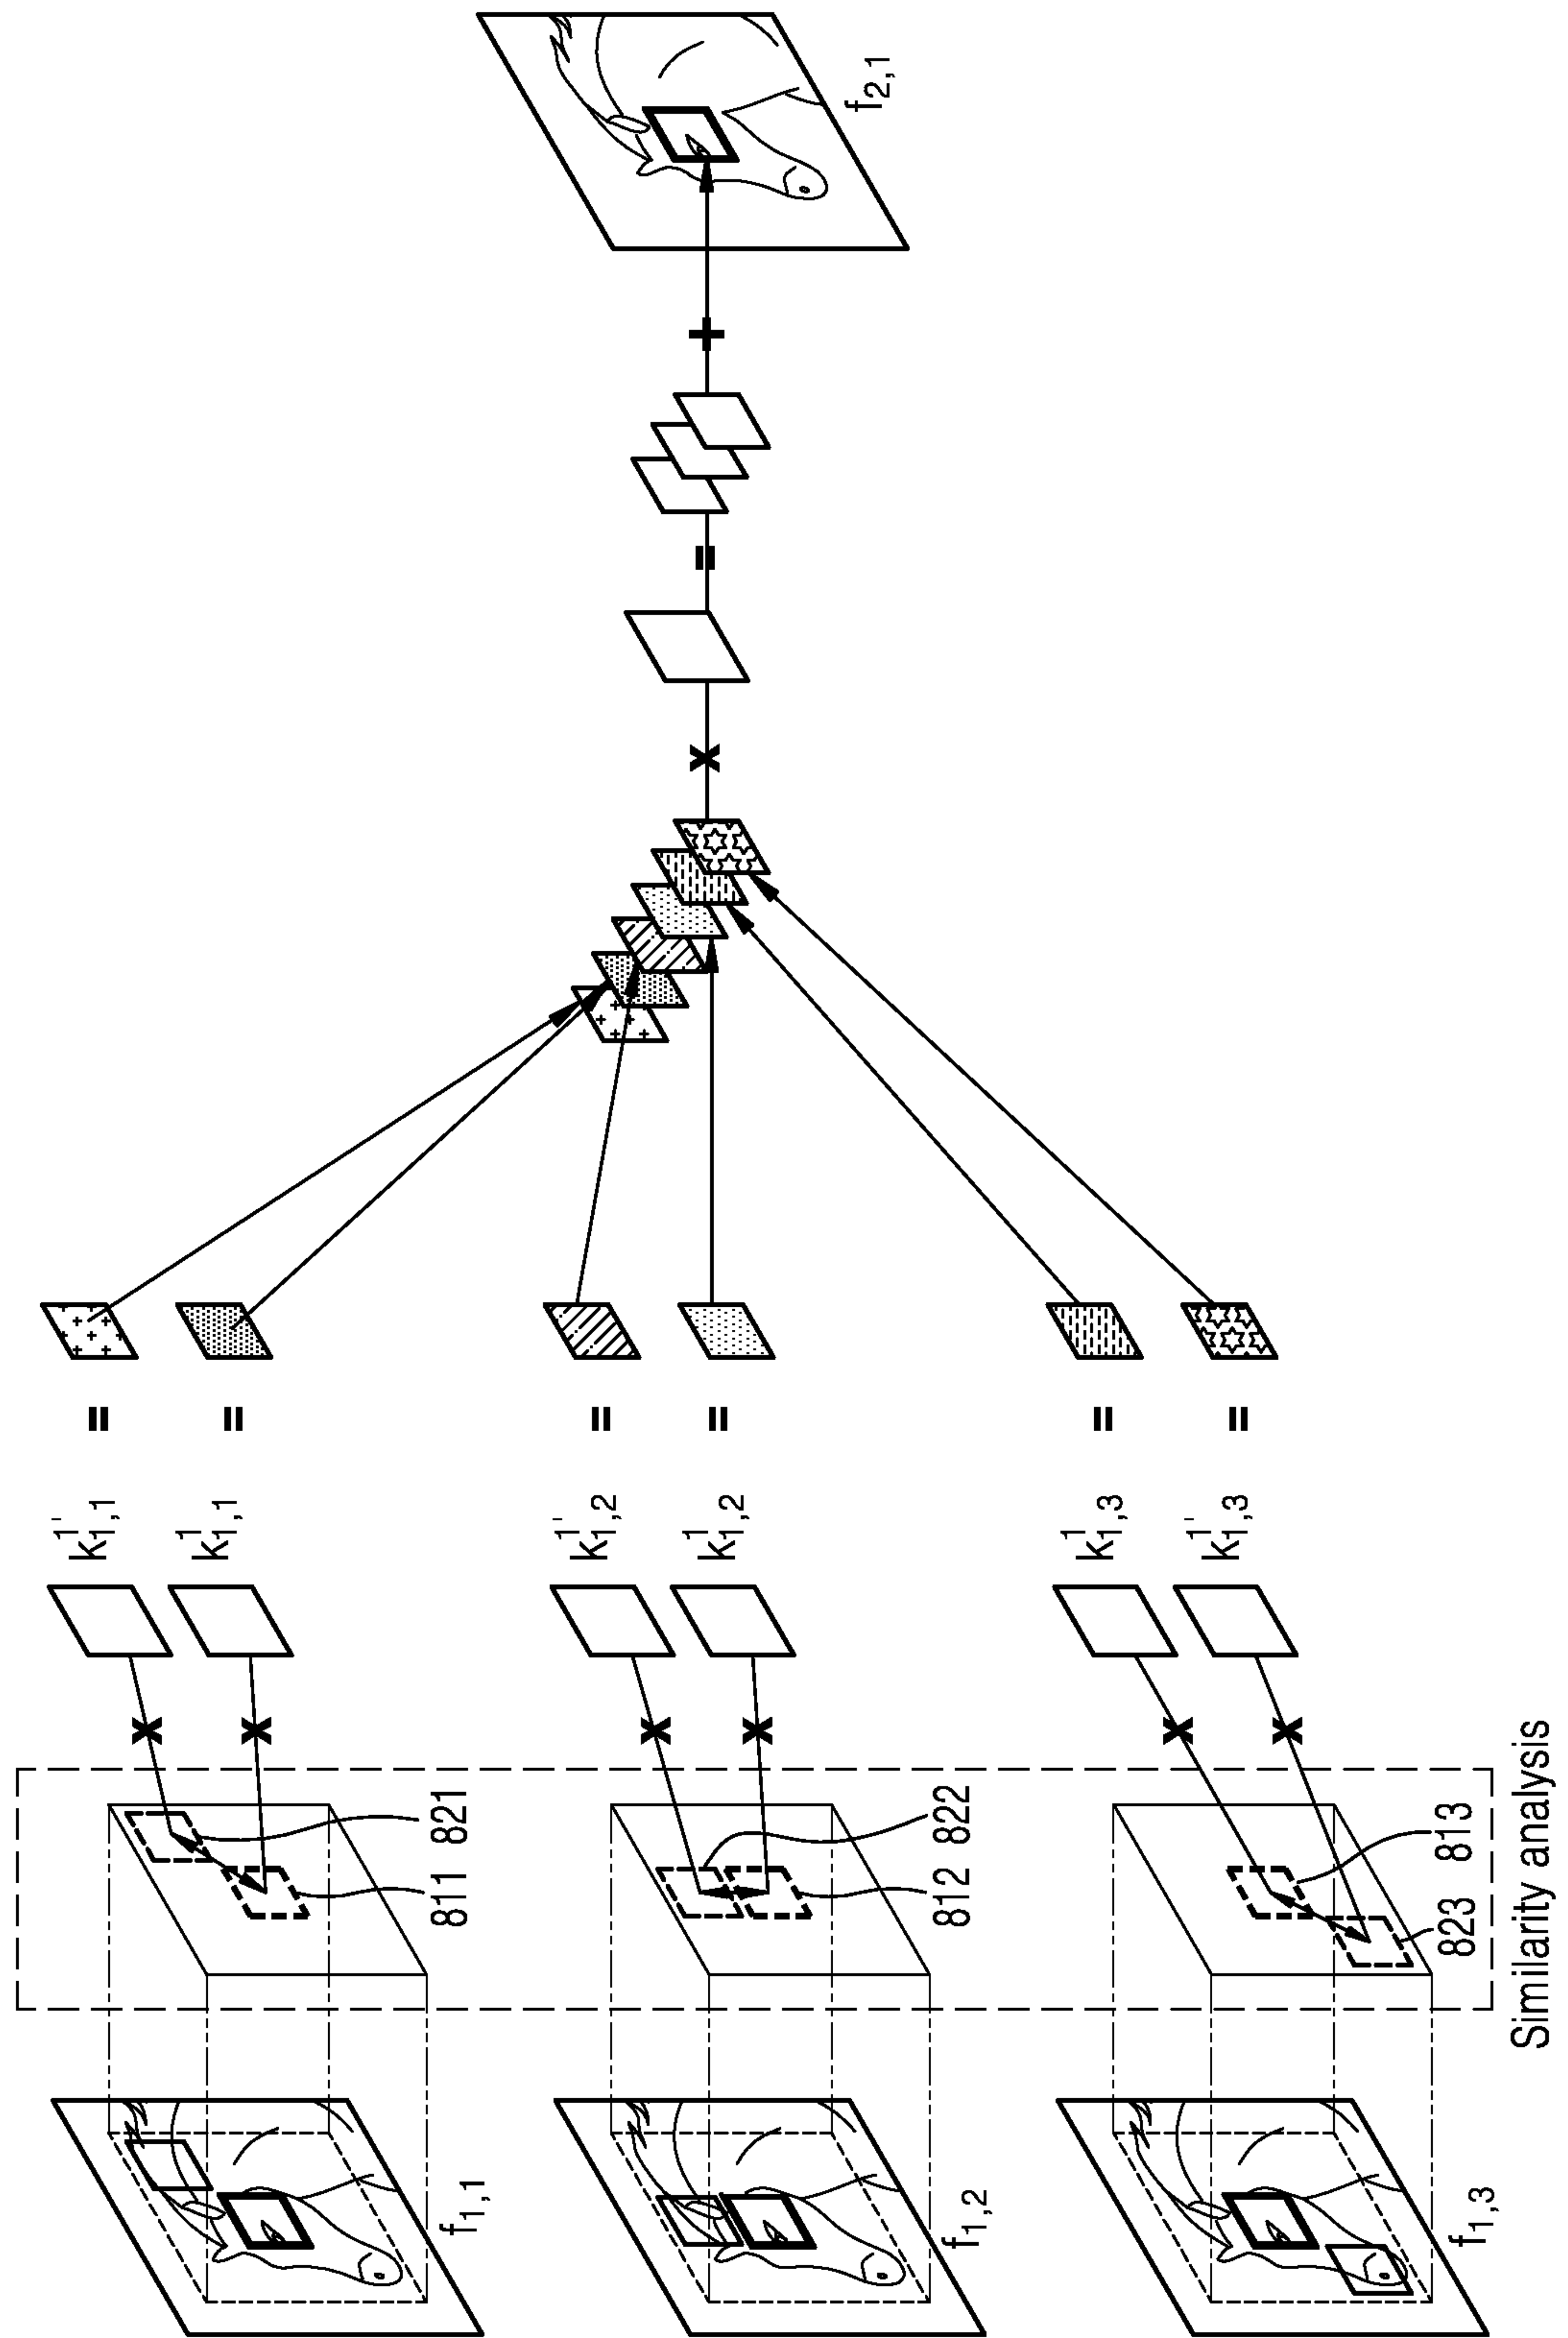 f₁,₁
821
811
k¹'₁,₁ =
k¹₁,₁ =
f₁,₂
822
812
k¹'₁,₂ =
k¹₁,₂ =
×
=
+
f₂,₁
f₁,₃
813
823
k¹₁,₃ =
k¹'₁,₃ =
Similarity analysis